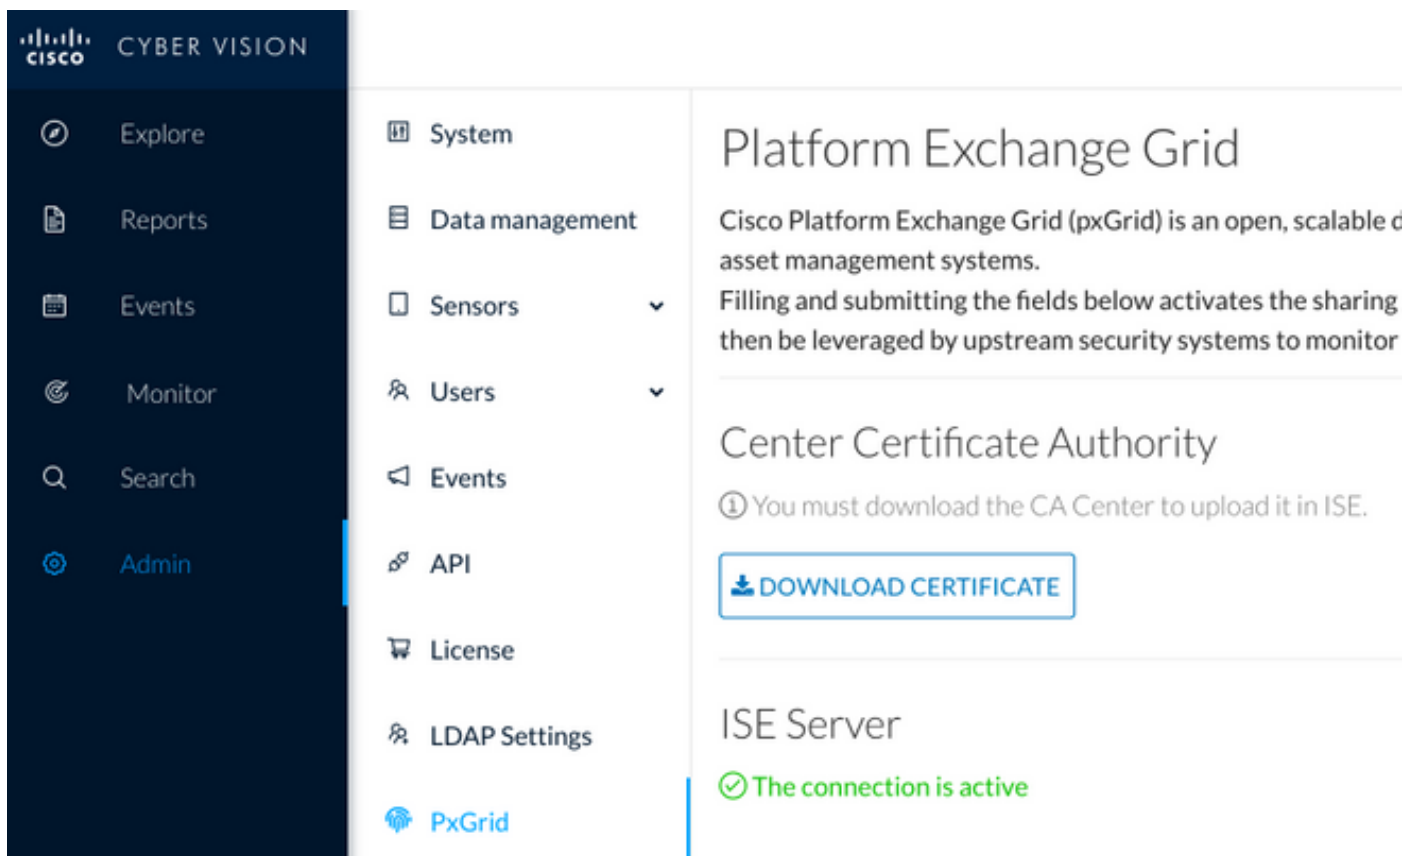 CISCO CYBER VISION
Explore
Reports
Events
Monitor
Search
Admin
System
Data management
Sensors
Users
Events
API
License
LDAP Settings
PxGrid
Platform Exchange Grid
Cisco Platform Exchange Grid (pxGrid) is an open, scalable
asset management systems.
Filling and submitting the fields below activates the sharing
then be leveraged by upstream security systems to monitor
Center Certificate Authority
You must download the CA Center to upload it in ISE.
DOWNLOAD CERTIFICATE
ISE Server
The connection is active